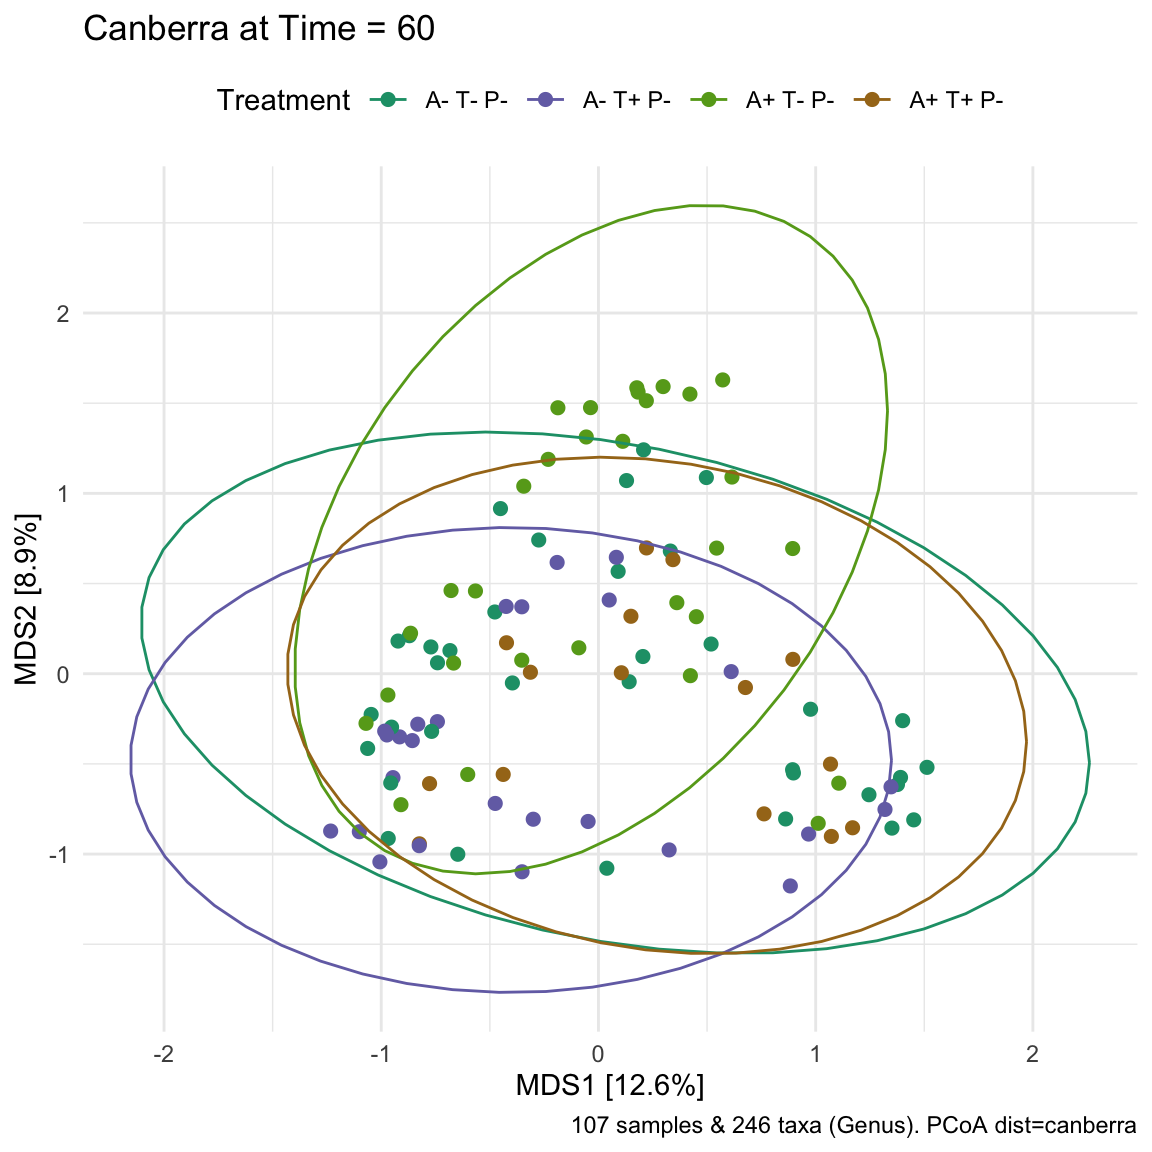 Canberra at Time = 60
Treatment A- T- P- A- T+ P- A+ T- P- A+ T+ P-
MDS2 [8.9%]
2
1
0
-1
-2 -1 0 1 2
MDS1 [12.6%]
107 samples & 246 taxa (Genus). PCoA dist=canberra